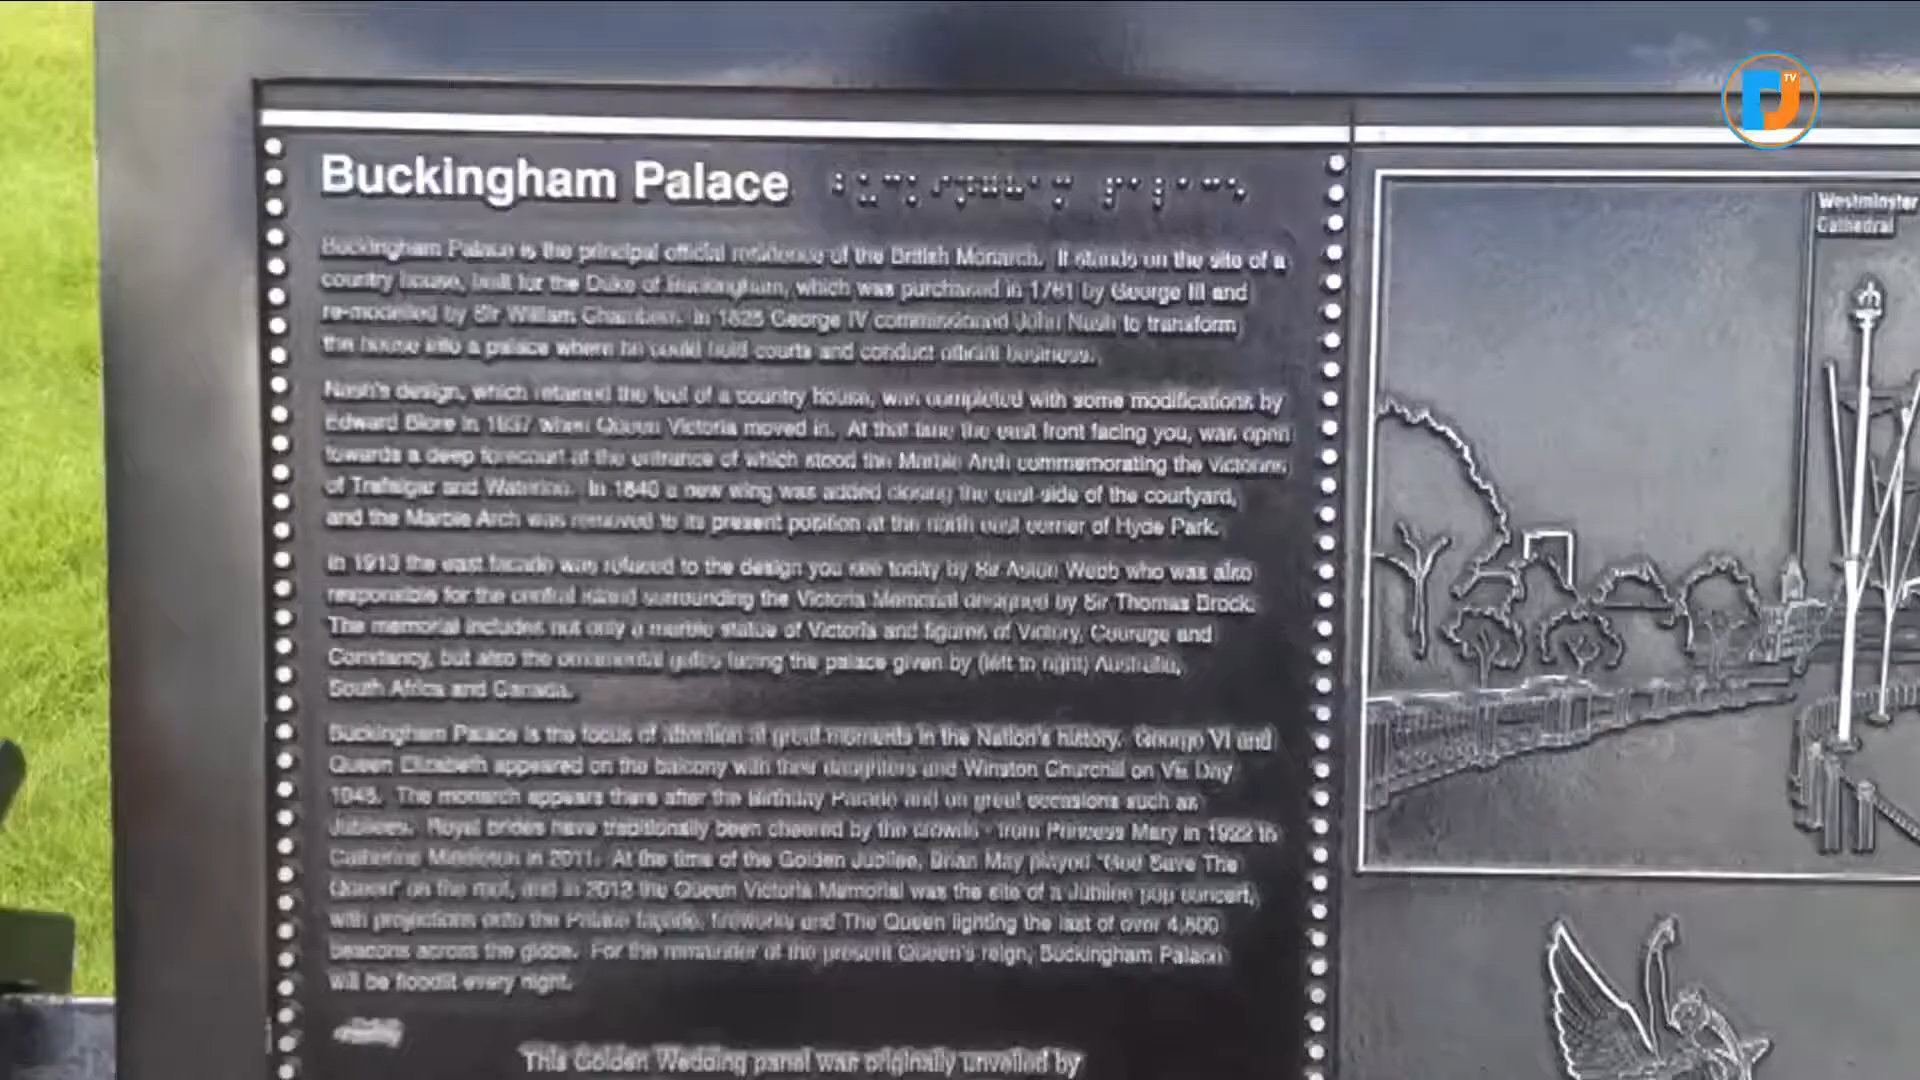 TV
Buckingham Palace
Westminster
Cathedral
Buckingham Palace is the principal official residence of the British Monarch. It stands on the site of a
country house, built for the Duke of Buckingham, which was purchased in 1761 by George III and
re-modelled by Sir William Chambers. In 1825 George IV commissioned John Nash to transform
the house into a palace where he could hold courts and conduct official business.
Nash's design, which retained the feel of a country house, was completed with some modifications by
Edward Blore in 1837 when Queen Victoria moved in. At that time the east front facing you, was open
towards a deep forecourt at the entrance of which stood the Marble Arch commemorating the victories
of Trafalgar and Waterloo. In 1840 a new wing was added closing the east side of the courtyard,
and the Marble Arch was removed to its present position at the north east corner of Hyde Park.
In 1913 the east facade was refaced to the design you see today by Sir Aston Webb who was also
responsible for the central island surrounding the Victoria Memorial designed by Sir Thomas Brock.
The memorial includes not only a marble statue of Victoria and figures of Victory, Courage and
Constancy, but also the ornamental gates facing the palace given by (left to right) Australia,
South Africa and Canada.
Buckingham Palace is the focus of attention at great moments in the Nation's history. George VI and
Queen Elizabeth appeared on the balcony with their daughters and Winston Churchill on VE Day
1945. The monarch appears there after the Birthday Parade and on great occasions such as
Jubilees. Royal brides have traditionally been cheered by the crowds - from Princess Mary in 1922 to
Catherine Middleton in 2011. At the time of the Golden Jubilee, Brian May played "God Save The
Queen" on the roof, and in 2012 the Queen Victoria Memorial was the site of a Jubilee pop concert,
with projections onto the Palace façade, fireworks and The Queen lighting the last of over 4,800
beacons across the globe. For the remainder of the present Queen's reign, Buckingham Palace
will be floodlit every night.
This Golden Wedding panel was originally unveiled by